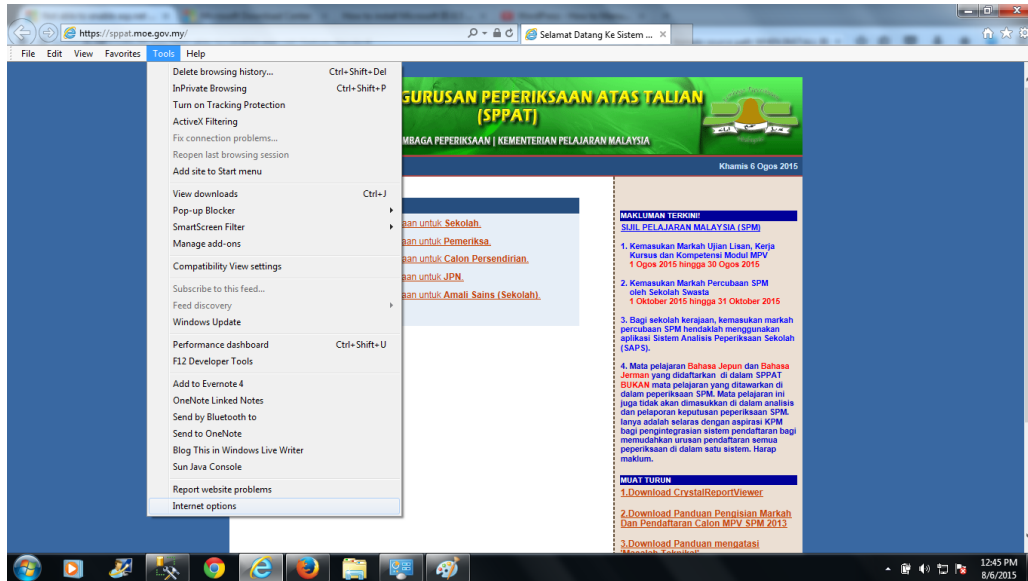 https://sppat.moe.gov.my/
Selamat Datang Ke Sistem ...
File Edit View Favorites Tools Help
Delete browsing history... Ctrl+Shift+Del
InPrivate Browsing Ctrl+Shift+P
Turn on Tracking Protection
ActiveX Filtering
Fix connection problems...
Reopen last browsing session
Add site to Start menu
View downloads Ctrl+J
Pop-up Blocker
SmartScreen Filter
Manage add-ons
Compatibility View settings
Subscribe to this feed...
Feed discovery
Windows Update
Performance dashboard Ctrl+Shift+U
F12 Developer Tools
Add to Evernote 4
OneNote Linked Notes
Send by Bluetooth to
Send to OneNote
Blog This in Windows Live Writer
Sun Java Console
Report website problems
Internet options
GURUSAN PEPERIKSAAN ATAS TALIAN
(SPPAT)
MBAGA PEPERIKSAAN | KEMENTERIAN PELAJARAN MALAYSIA
Khamis 6 Ogos 2015
aan untuk Sekolah.
aan untuk Pemeriksa.
aan untuk Calon Persendirian.
aan untuk JPN.
aan untuk Amali Sains (Sekolah).
MAKLUMAN TERKINI!
SIJIL PELAJARAN MALAYSIA (SPM)
1. Kemasukan Markah Ujian Lisan, Kerja
Kursus dan Kompetensi Modul MPV
1 Ogos 2015 hingga 30 Ogos 2015
2. Kemasukan Markah Percubaan SPM
oleh Sekolah Swasta
1 Oktober 2015 hingga 31 Oktober 2015
3. Bagi sekolah kerajaan, kemasukan markah
percubaan SPM hendaklah menggunakan
aplikasi Sistem Analisis Peperiksaan Sekolah
(SAPS).
4. Mata pelajaran Bahasa Jepun dan Bahasa
Jerman yang didaftarkan di dalam SPPAT
BUKAN mata pelajaran yang ditawarkan di
dalam peperiksaan SPM. Mata pelajaran ini
juga tidak akan dimasukkan di dalam analisis
dan pelaporan keputusan peperiksaan SPM.
Ianya adalah selaras dengan aspirasi KPM
bagi pengintegrasian sistem pendaftaran bagi
memudahkan urusan pendaftaran semua
peperiksaan di dalam satu sistem. Harap
maklum.
MUAT TURUN
1.Download CrystalReportViewer
2.Download Panduan Pengisian Markah
Dan Pendaftaran Calon MPV SPM 2013
3.Download Panduan mengatasi
"Masalah Teknikal"
12:45 PM
8/6/2015